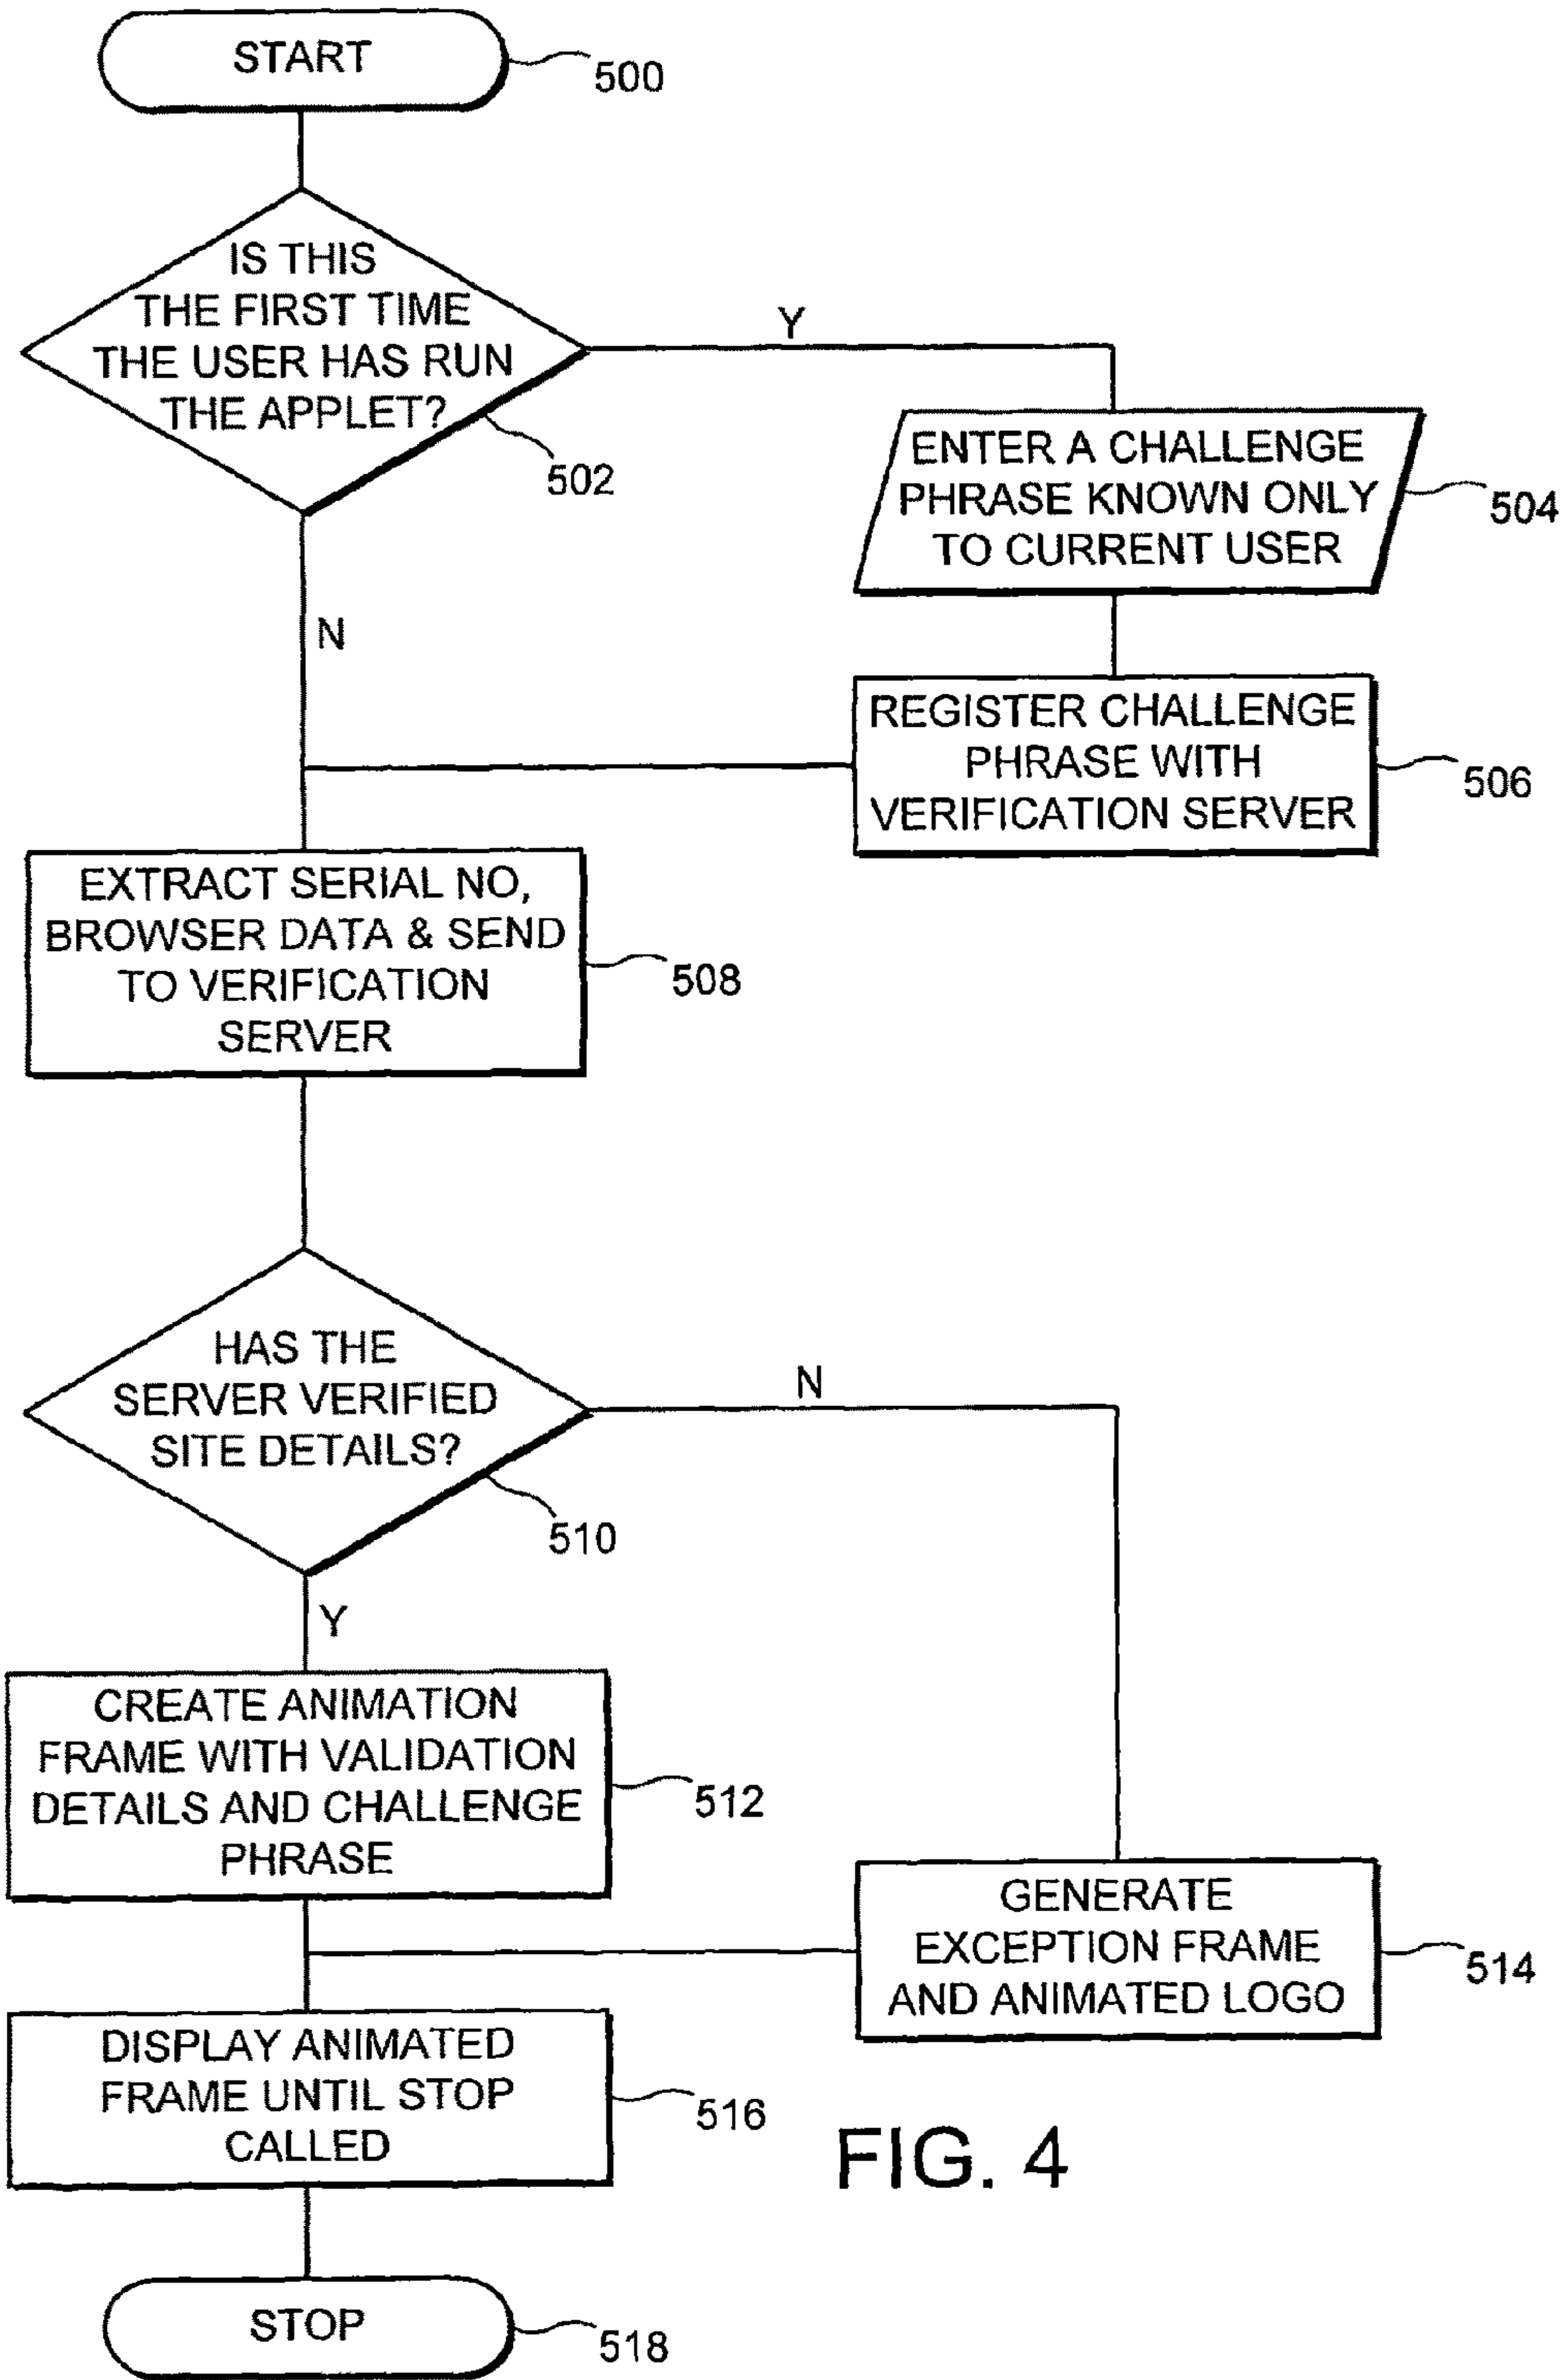 START
500
IS THIS
THE FIRST TIME
THE USER HAS RUN
THE APPLET?
502
Y
N
ENTER A CHALLENGE
PHRASE KNOWN ONLY
TO CURRENT USER
504
REGISTER CHALLENGE
PHRASE WITH
VERIFICATION SERVER
506
EXTRACT SERIAL NO,
BROWSER DATA & SEND
TO VERIFICATION
SERVER
508
HAS THE
SERVER VERIFIED
SITE DETAILS?
510
N
Y
CREATE ANIMATION
FRAME WITH VALIDATION
DETAILS AND CHALLENGE
PHRASE
512
GENERATE
EXCEPTION FRAME
AND ANIMATED LOGO
514
DISPLAY ANIMATED
FRAME UNTIL STOP
CALLED
516
FIG. 4
STOP
518